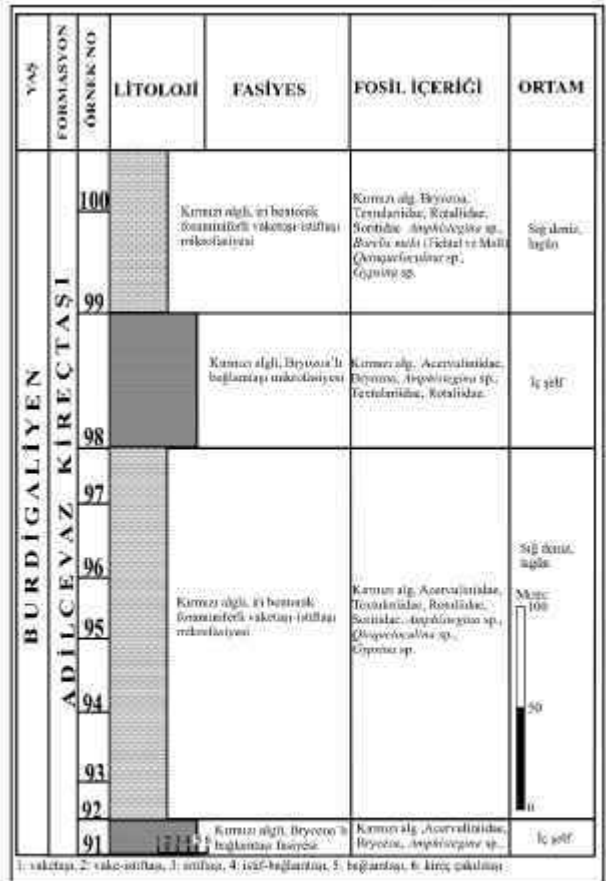 YAŞ
FORMASYON
ÖRNEK NO
LİTOLOJİ
FASİYES
FOSİL İÇERİĞİ
ORTAM
BURDİGALİYEN
ADİLCEVAZ KİREÇTAŞI
100
99
98
97
96
95
94
93
92
91
Kırmızı algli, iri bentonik
foraminiferli vaketaşı-istiftaşı
mikrofasiyesi
Kırmızı alg, Bryozoa,
Textulariidae, Rotaliidae,
Soritidae Amphistegina sp.,
Borelis melo (Fichtel ve Moll)
Quinqueloculina sp.,
Gypsina sp.
Sığ deniz,
lagün
Kırmızı algli, Bryozoa'lı
bağlamtaşı mikrofasiyesi
Kırmızı alg, Acervulinidae,
Bryozoa, Amphistegina sp.,
Textulariidae, Rotaliidae.
İç şelf
Kırmızı algli, iri bentonik
foraminiferli vaketaşı-istiftaşı
mikrofasiyesi
Kırmızı alg, Acervulinidae,
Textulariidae, Rotaliidae,
Soritidae, Amphistegina sp.,
Gypsina sp.
Sığ deniz,
lagün
Metre
100
50
0
1 2 3 4 5 6
Kırmızı algli, Bryozoa'lı
bağlamtaşı fasiyesi
Kırmızı alg, Acervulinidae,
Bryozoa, Amphistegina sp.,
İç şelf
1: vaketaşı, 2: vake-istiftaşı, 3: istiftaşı, 4: istif-bağlamtaşı, 5: bağlamtaşı, 6: kireç çakıltaşı